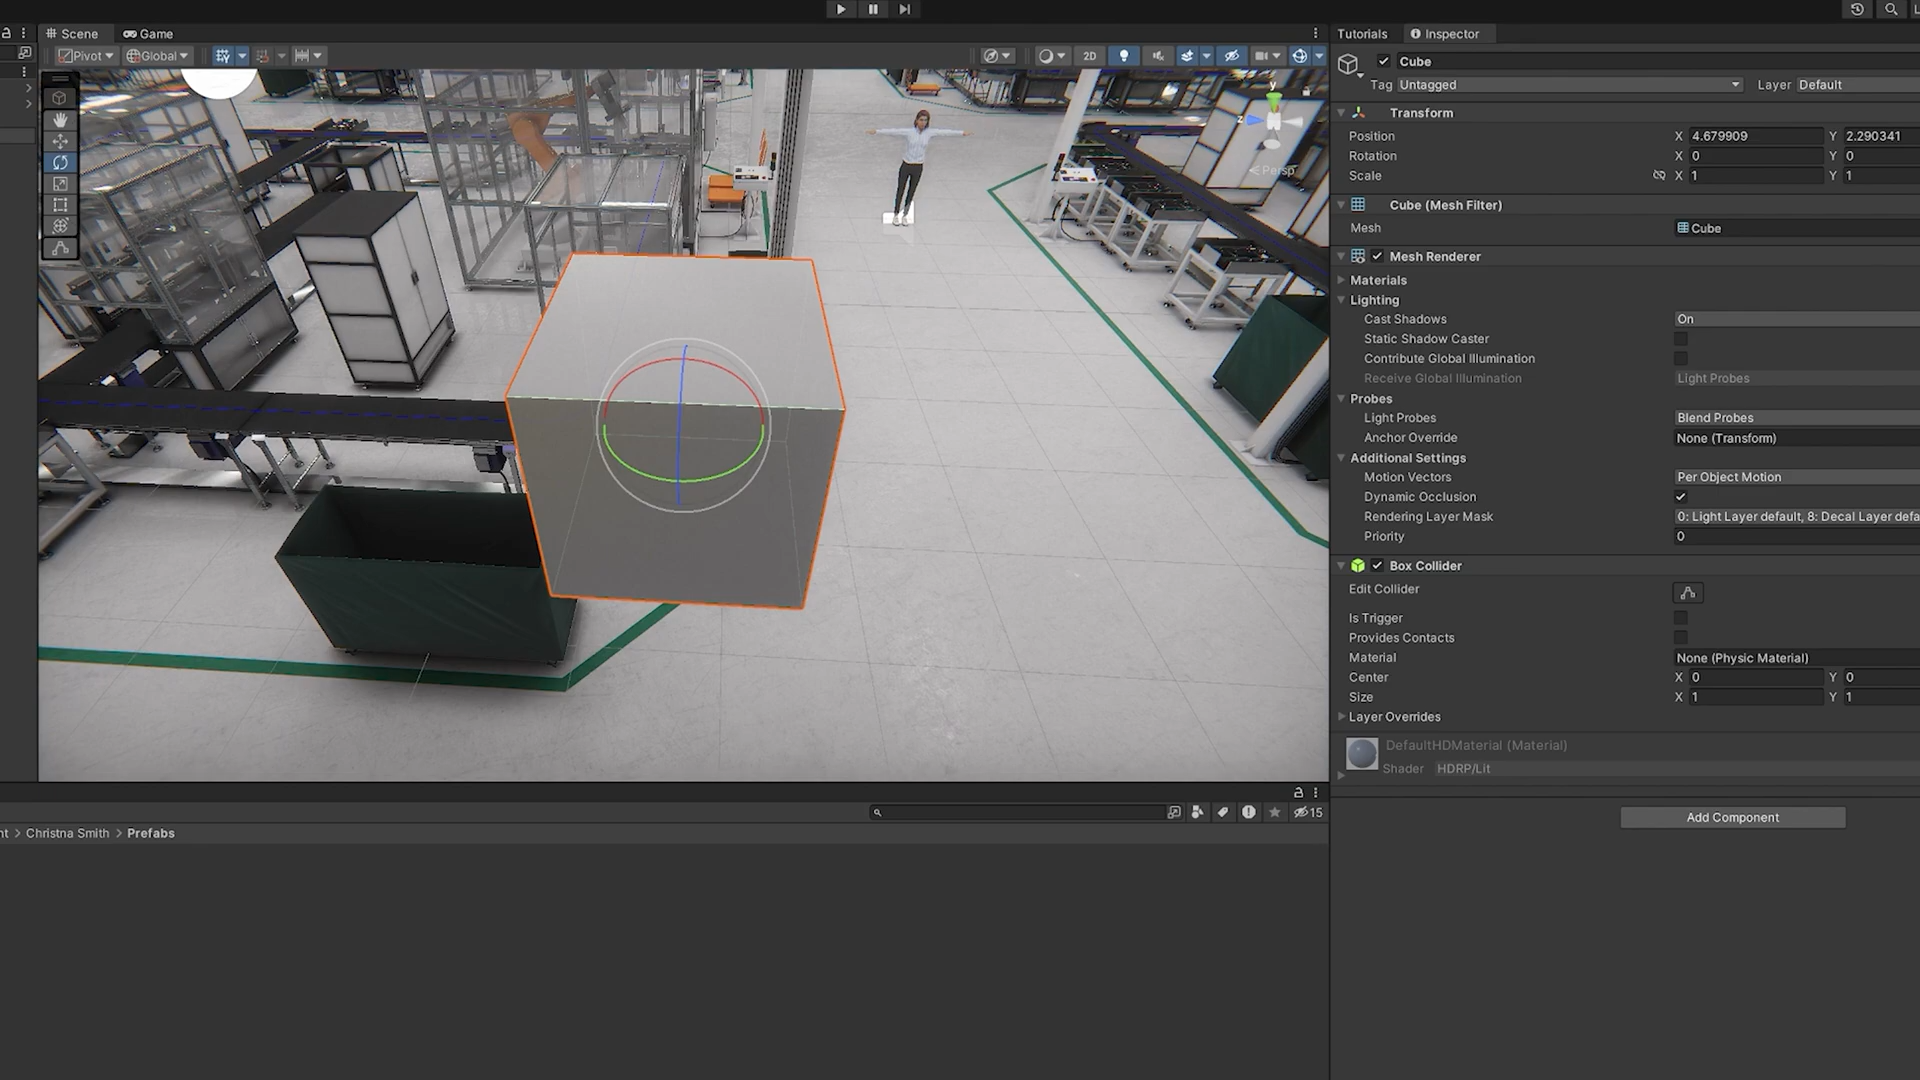 Scene Game
Tutorials Inspector
Pivot Global 2D
Cube
Tag Untagged Layer Default
Transform
Position X 4.679909 Y 2.290341
Rotation X 0 Y 0
Scale X 1 Y 1
Cube (Mesh Filter)
Mesh Cube
Mesh Renderer
Materials
Lighting
Cast Shadows On
Static Shadow Caster
Contribute Global Illumination
Receive Global Illumination Light Probes
Probes
Light Probes Blend Probes
Anchor Override None (Transform)
Additional Settings
Motion Vectors Per Object Motion
Dynamic Occlusion
Rendering Layer Mask 0: Light Layer default, 8: Decal Layer defa
Priority 0
Box Collider
Edit Collider
Is Trigger
Provides Contacts
Material None (Physic Material)
Center X 0 Y 0
Size X 1 Y 1
Layer Overrides
DefaultHDMaterial (Material)
Shader HDRP/Lit
Add Component
y
z
Persp
15
nt > Christna Smith > Prefabs